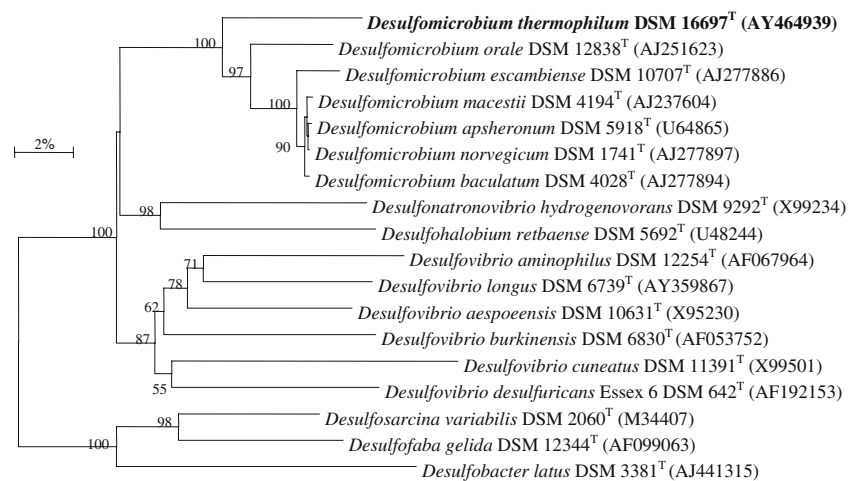 Desulfomicrobium thermophilum DSM 16697T (AY464939)
100
Desulfomicrobium orale DSM 12838T (AJ251623)
97
Desulfomicrobium escambiense DSM 10707T (AJ277886)
100
Desulfomicrobium macestii DSM 4194T (AJ237604)
Desulfomicrobium apsheronum DSM 5918T (U64865)
2%
90
Desulfomicrobium norvegicum DSM 1741T (AJ277897)
Desulfomicrobium baculatum DSM 4028T (AJ277894)
98
Desulfonatronovibrio hydrogenovorans DSM 9292T (X99234)
100
Desulfohalobium retbaense DSM 5692T (U48244)
71
Desulfovibrio aminophilus DSM 12254T (AF067964)
78
Desulfovibrio longus DSM 6739T (AY359867)
62
Desulfovibrio aespoeensis DSM 10631T (X95230)
87
Desulfovibrio burkinensis DSM 6830T (AF053752)
Desulfovibrio cuneatus DSM 11391T (X99501)
55
Desulfovibrio desulfuricans Essex 6 DSM 642T (AF192153)
98
Desulfosarcina variabilis DSM 2060T (M34407)
100
Desulfofaba gelida DSM 12344T (AF099063)
Desulfobacter latus DSM 3381T (AJ441315)